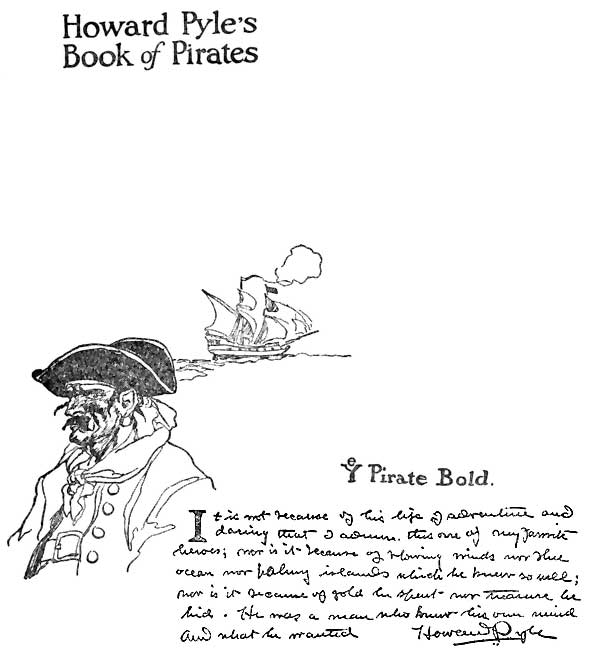 Howard Pyle's
Book of Pirates
Ye Pirate Bold.
It is not because of his life of adventure and
daring that I admire this one of my favorite
heroes; nor is it because of blowing winds nor blue
ocean nor palmy islands which he knew so well;
nor is it because of gold he spent nor treasure he
hid. He was a man who knew his own mind
and what he wanted
Howard Pyle